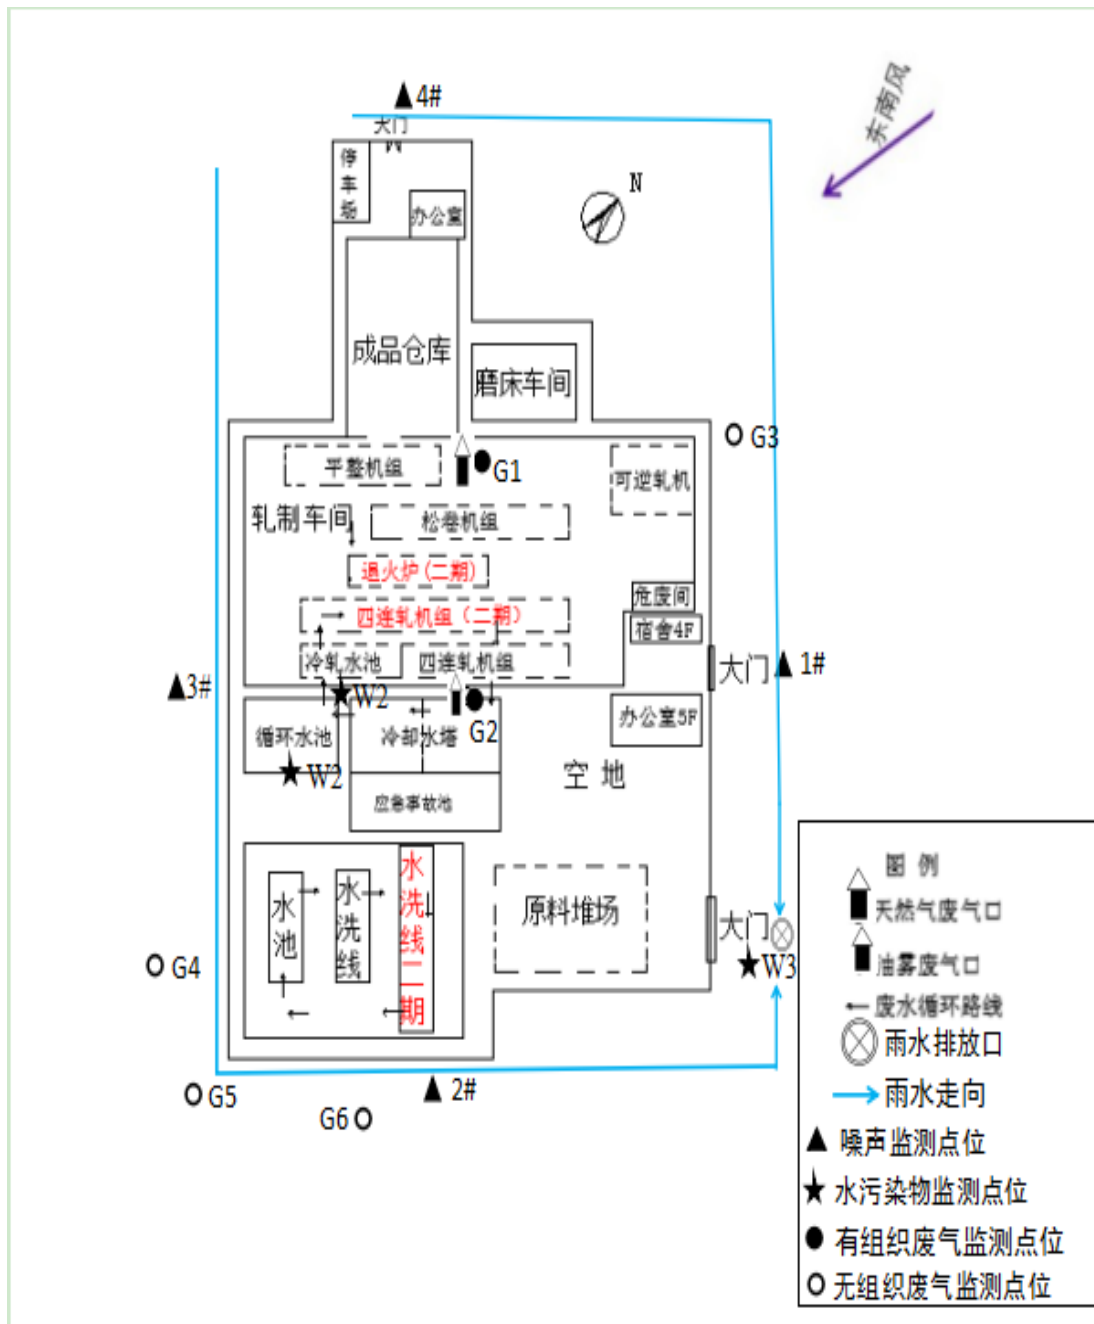 4#
大门
停车场
办公室
N
东南风
成品仓库
磨床车间
G3
平整机组
G1
可逆轧机
轧制车间
松卷机组
退火炉(二期)
危废间
四连轧机组（二期）
宿舍4F
冷轧水池
四连轧机组
大门
1#
3#
W2
G2
办公室5F
循环水池
冷却水塔
W2
空 地
应急事故池
水池
水洗线
水洗线二期
原料堆场
大门
W3
G4
G5
G6
2#
图 例
天然气废气口
油雾废气口
废水循环路线
雨水排放口
雨水走向
噪声监测点位
水污染物监测点位
有组织废气监测点位
无组织废气监测点位